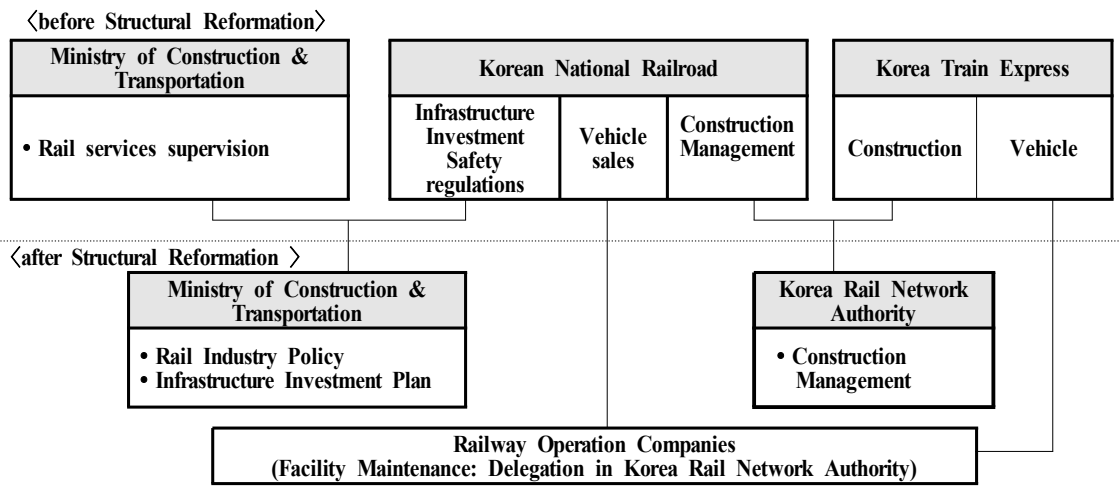 〈before Structural Reformation〉
Ministry of Construction &
Transportation
• Rail services supervision
Korean National Railroad
Infrastructure
Investment
Safety
regulations
Vehicle
sales
Construction
Management
Korea Train Express
Construction
Vehicle
〈after Structural Reformation 〉
Ministry of Construction &
Transportation
• Rail Industry Policy
• Infrastructure Investment Plan
Korea Rail Network
Authority
• Construction
Management
Railway Operation Companies
(Facility Maintenance: Delegation in Korea Rail Network Authority)